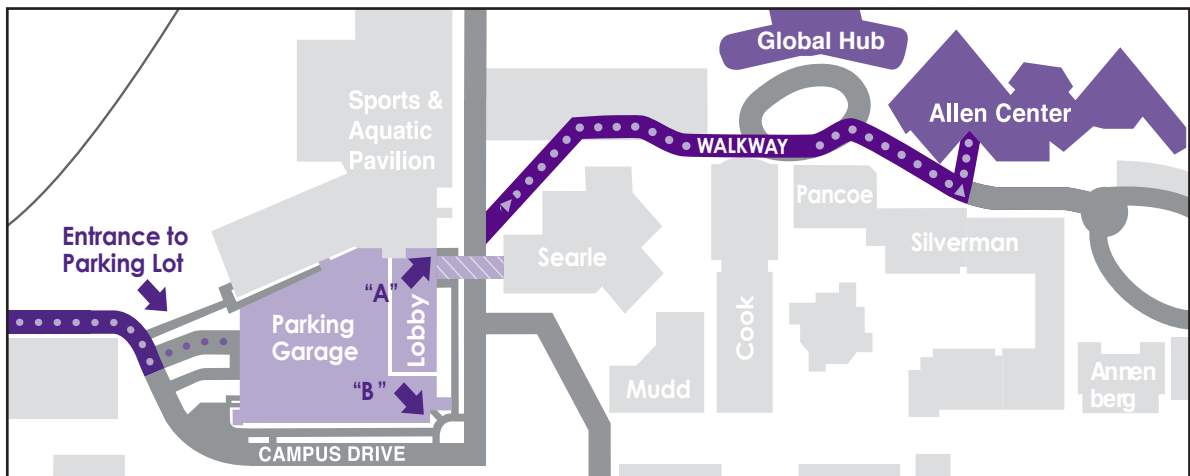 Global Hub
Allen Center
Sports &
Aquatic
Pavilion
WALKWAY
Pancoe
Entrance to
Parking Lot
Searle
Silverman
"A"
Lobby
Parking
Garage
Cook
Mudd
Annen
berg
"B"
CAMPUS DRIVE